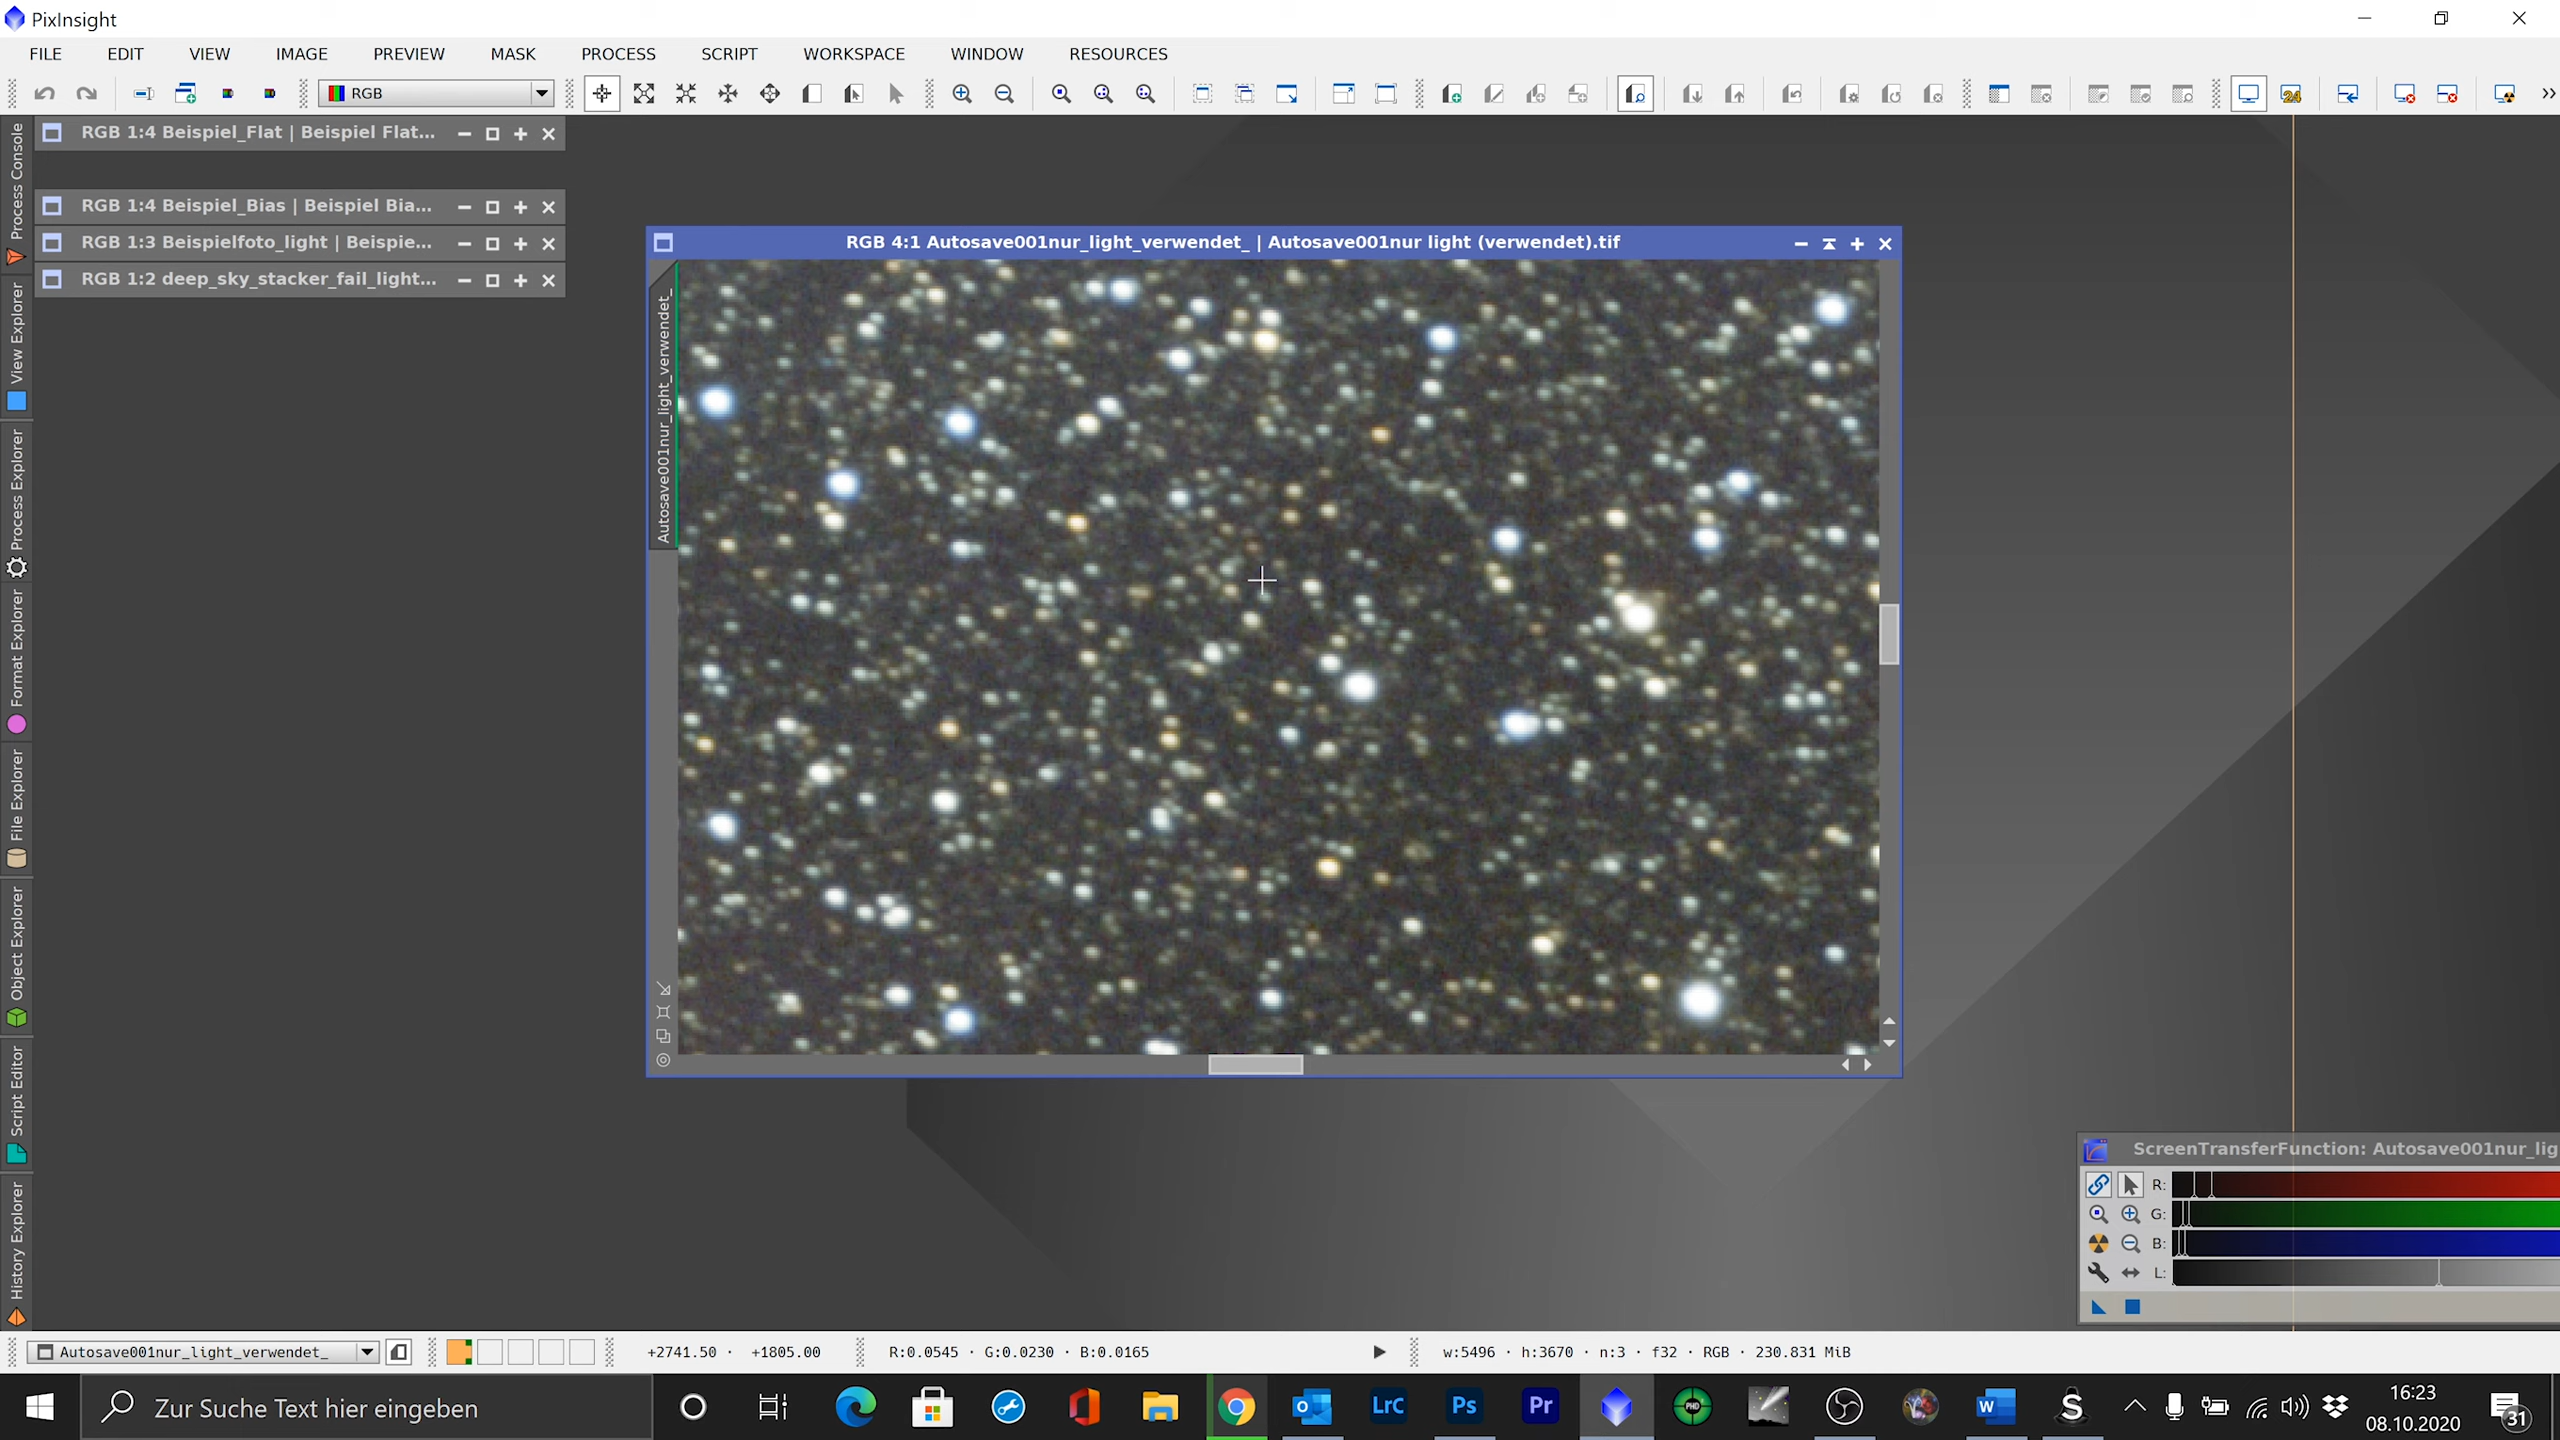 PixInsight
FILE EDIT VIEW IMAGE PREVIEW MASK PROCESS SCRIPT WORKSPACE WINDOW RESOURCES
RGB
24
RGB 1:4 Beispiel_Flat | Beispiel Flat...
RGB 1:4 Beispiel_Bias | Beispiel Bia...
RGB 1:3 Beispielfoto_light | Beispie...
RGB 1:2 deep_sky_stacker_fail_light...
Process Console
View Explorer
Process Explorer
Format Explorer
File Explorer
Object Explorer
Script Editor
History Explorer
RGB 4:1 Autosave001nur_light_verwendet_ | Autosave001nur light (verwendet).tif
Autosave001nur_light_verwendet_
ScreenTransferFunction: Autosave001nur_lig
R:
G:
B:
L:
Autosave001nur_light_verwendet_ +2741.50 · +1805.00 R:0.0545 · G:0.0230 · B:0.0165 w:5496 · h:3670 · n:3 · f32 · RGB · 230.831 MiB
Zur Suche Text hier eingeben
LrC
Ps
Pr
PHD
16:23
08.10.2020
31